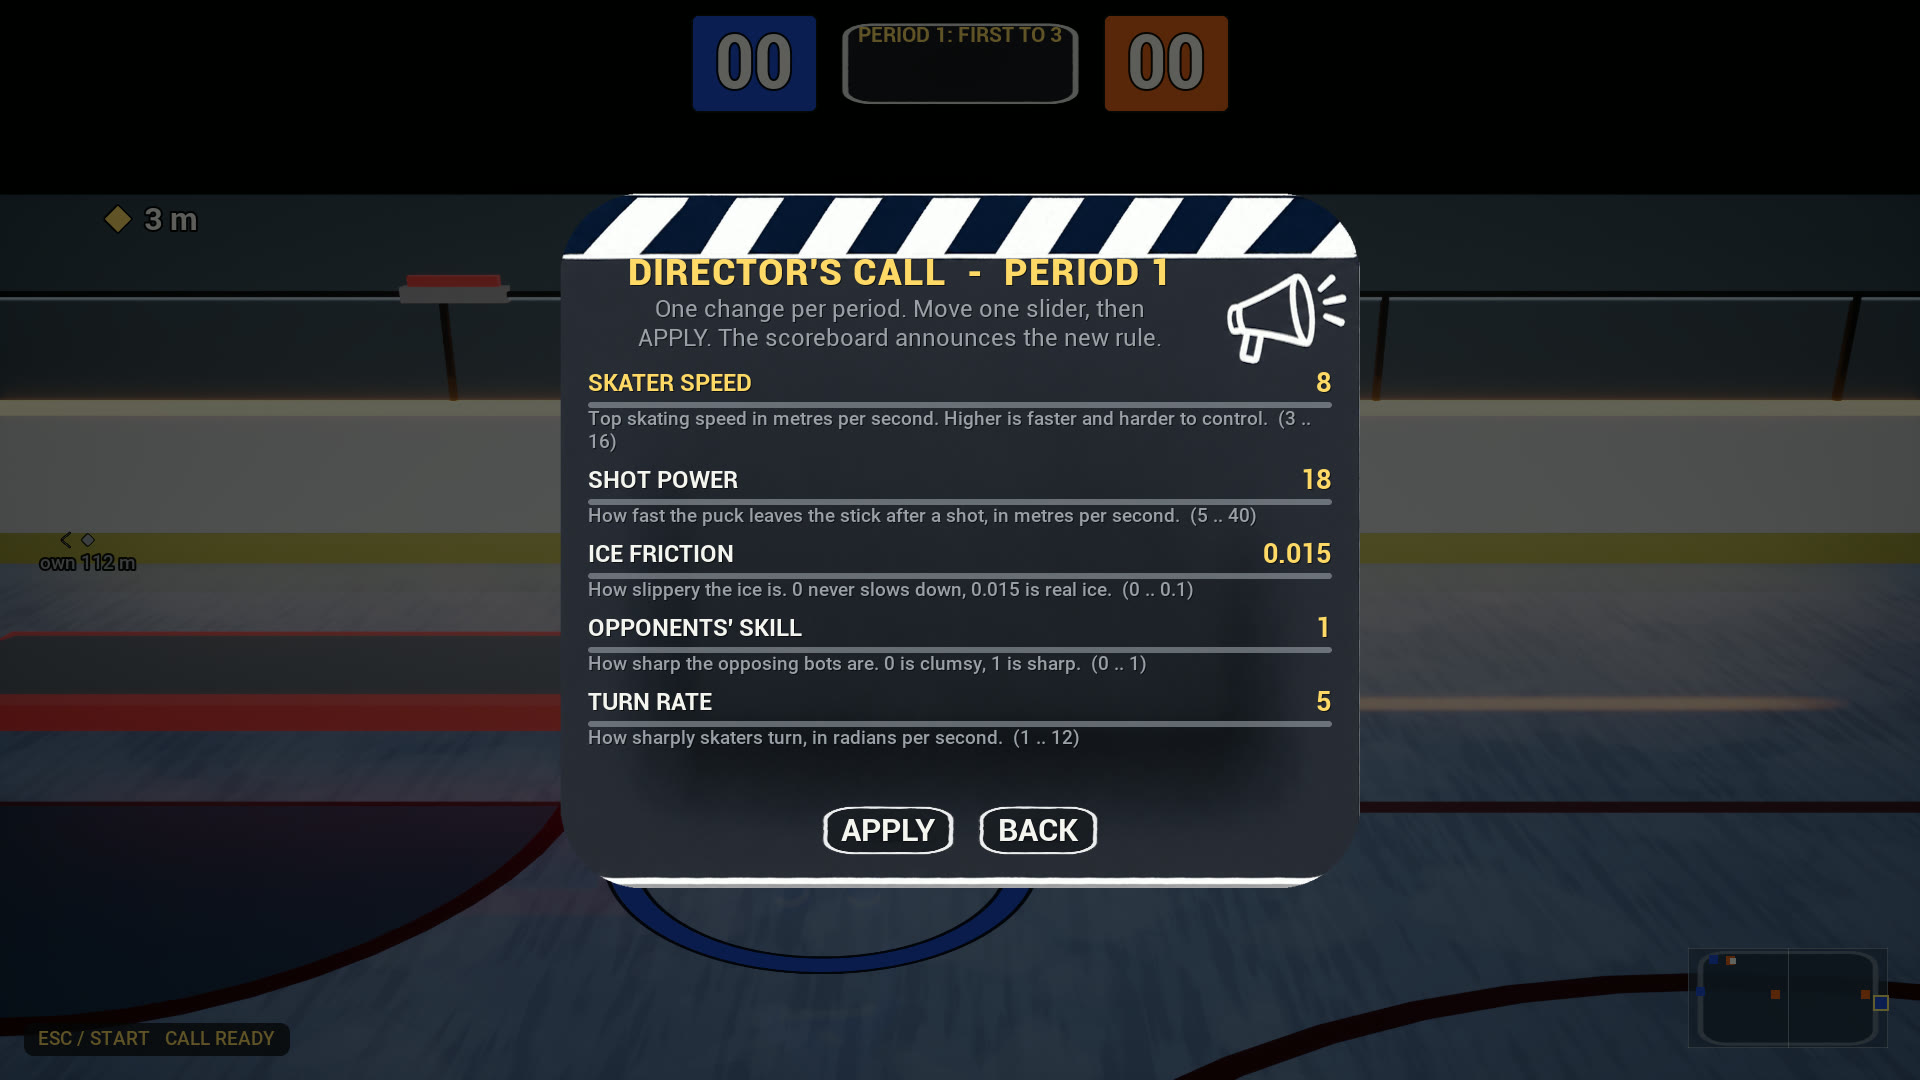 00
PERIOD 1: FIRST TO 3
00
3 m
DIRECTOR'S CALL - PERIOD 1
One change per period. Move one slider, then
APPLY. The scoreboard announces the new rule.
SKATER SPEED 8
Top skating speed in metres per second. Higher is faster and harder to control. (3 ..
16)
SHOT POWER 18
How fast the puck leaves the stick after a shot, in metres per second. (5 .. 40)
ICE FRICTION 0.015
How slippery the ice is. 0 never slows down, 0.015 is real ice. (0 .. 0.1)
OPPONENTS' SKILL 1
How sharp the opposing bots are. 0 is clumsy, 1 is sharp. (0 .. 1)
TURN RATE 5
How sharply skaters turn, in radians per second. (1 .. 12)
<
own 112 m
APPLY
BACK
ESC / START CALL READY